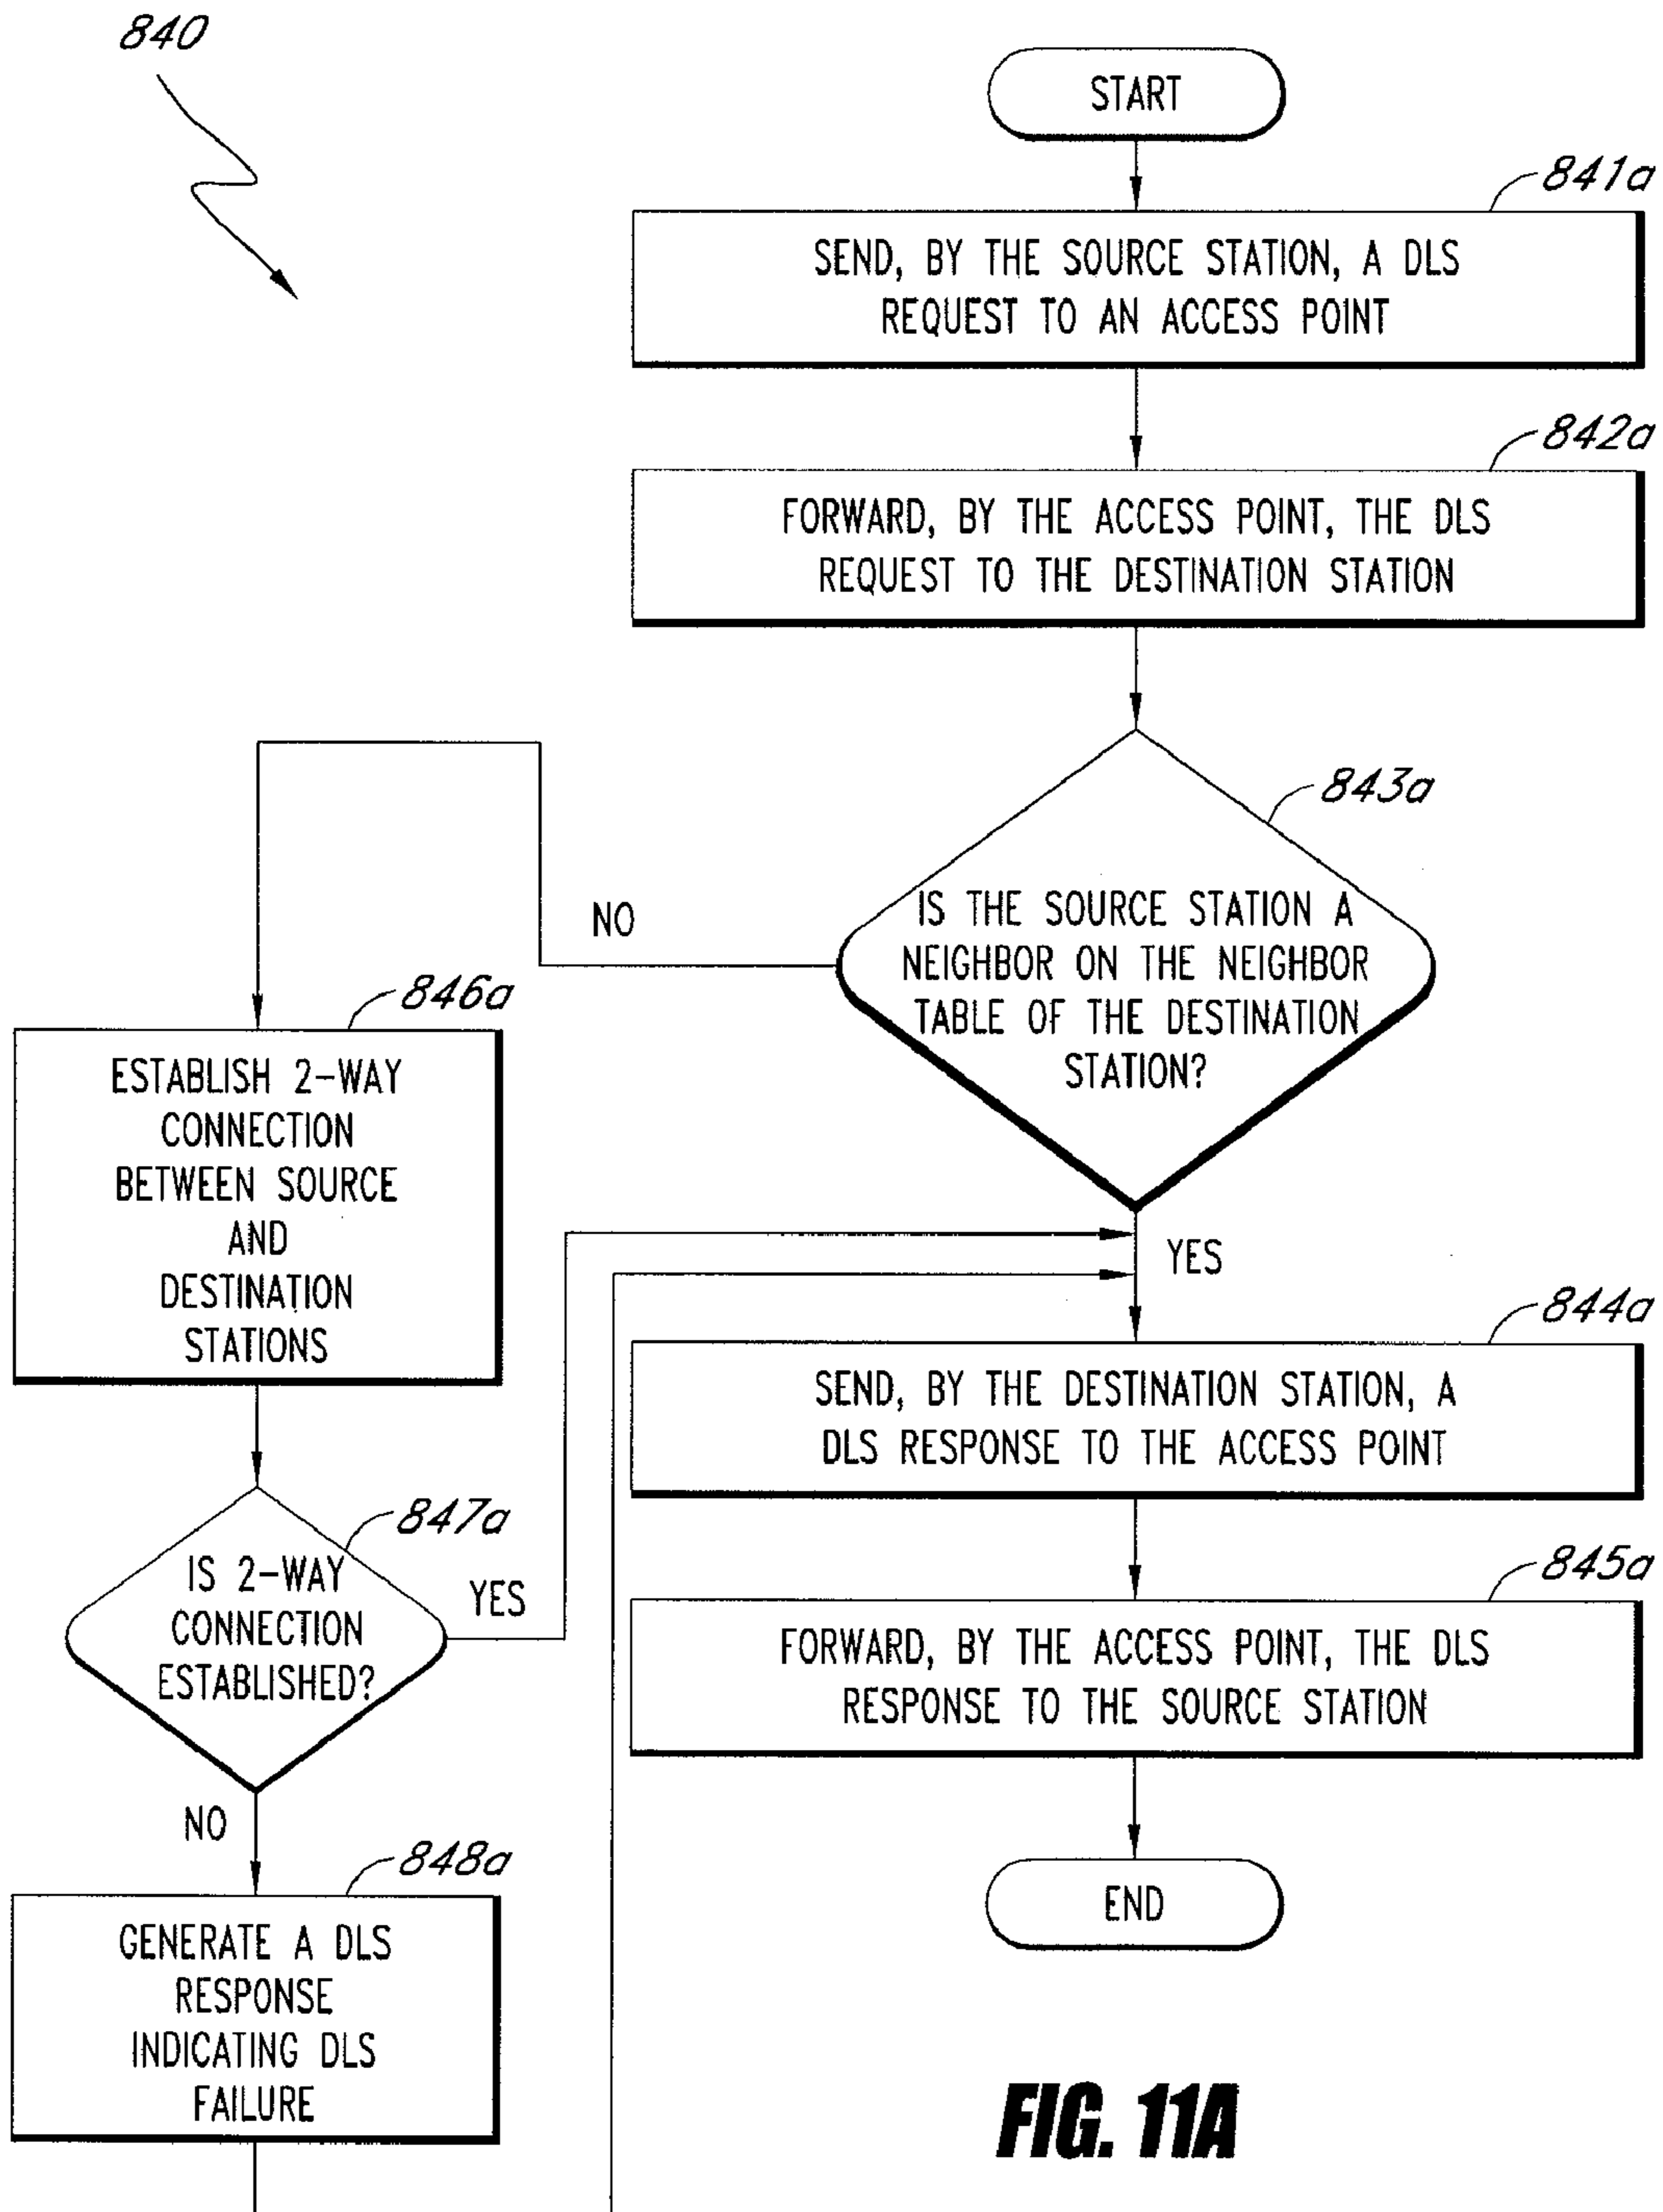 840
START
841a
SEND, BY THE SOURCE STATION, A DLS
REQUEST TO AN ACCESS POINT
842a
FORWARD, BY THE ACCESS POINT, THE DLS
REQUEST TO THE DESTINATION STATION
843a
IS THE SOURCE STATION A
NEIGHBOR ON THE NEIGHBOR
TABLE OF THE DESTINATION
STATION?
NO
846a
ESTABLISH 2-WAY
CONNECTION
BETWEEN SOURCE
AND
DESTINATION
STATIONS
YES
844a
SEND, BY THE DESTINATION STATION, A
DLS RESPONSE TO THE ACCESS POINT
847a
IS 2-WAY
CONNECTION
ESTABLISHED?
YES
NO
845a
FORWARD, BY THE ACCESS POINT, THE DLS
RESPONSE TO THE SOURCE STATION
848a
GENERATE A DLS
RESPONSE
INDICATING DLS
FAILURE
END
FIG. 11A